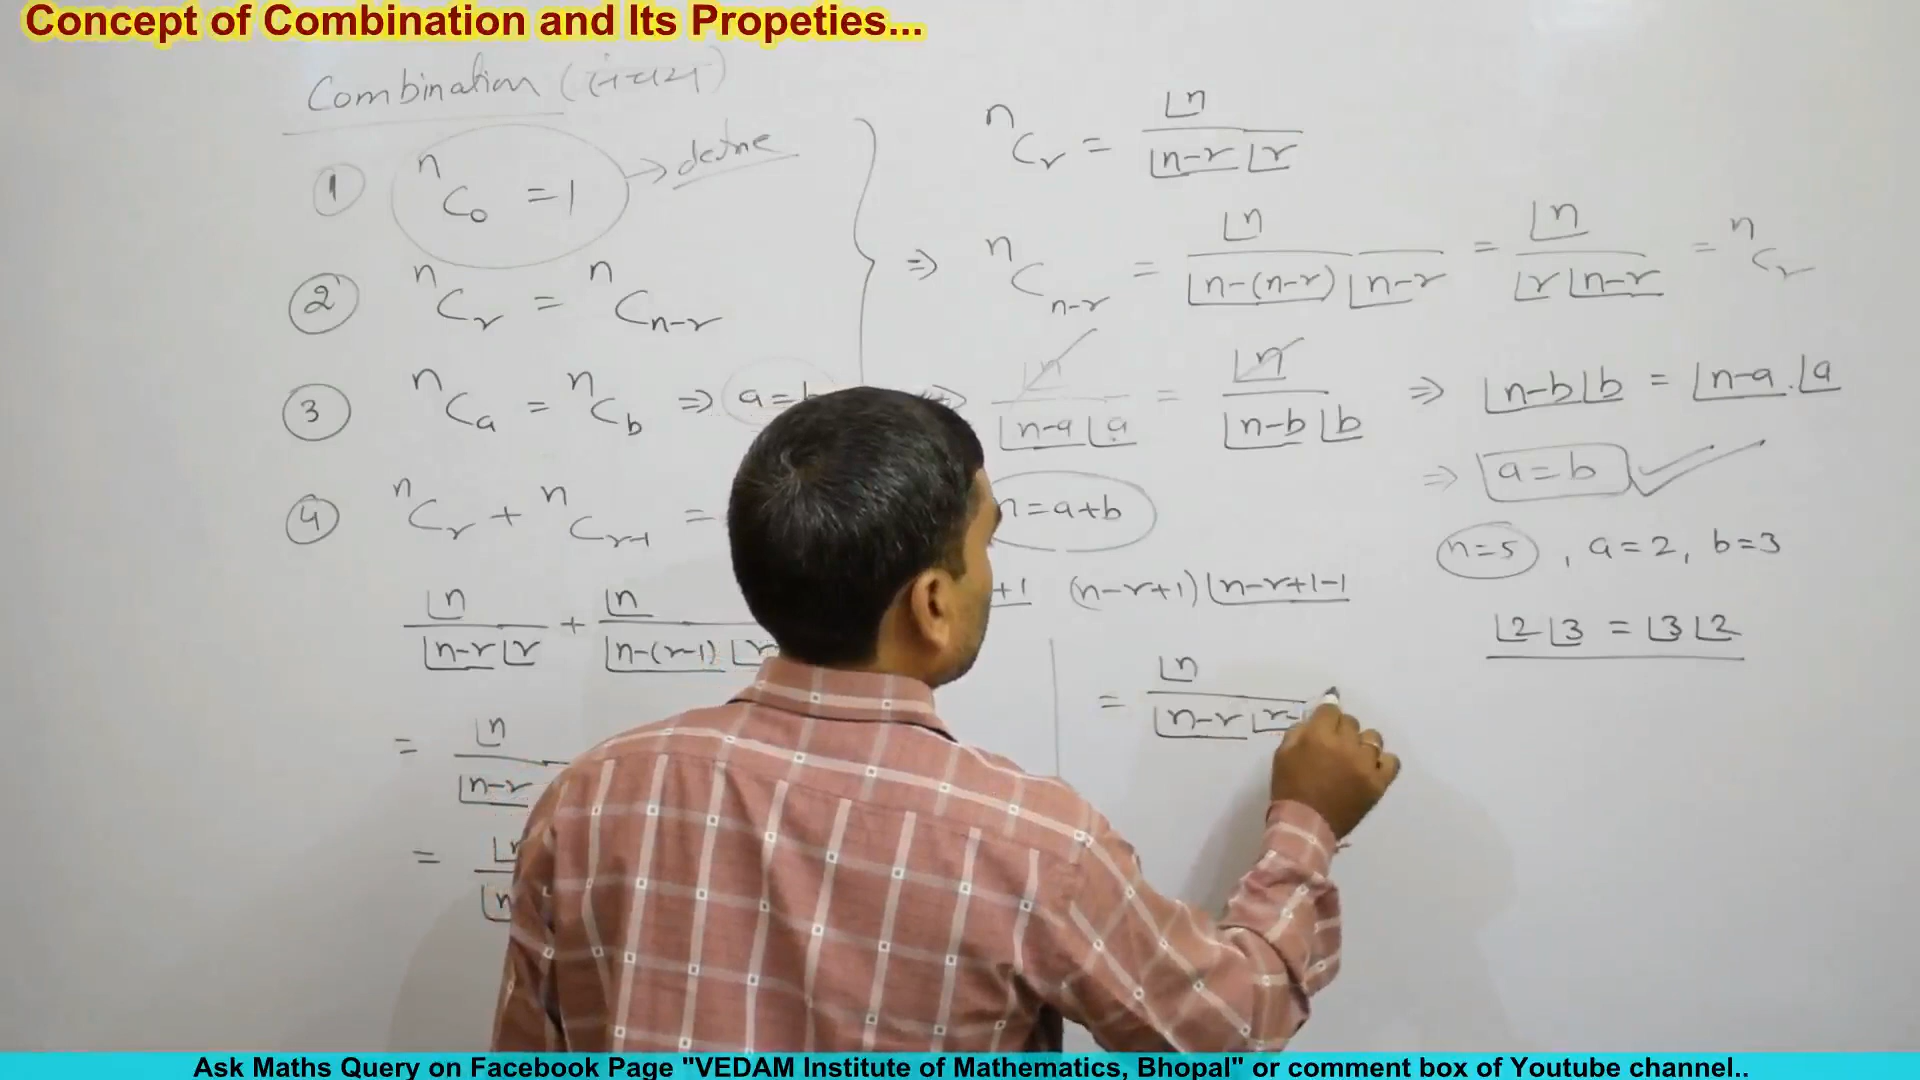 Concept of Combination and Its Propeties...
Combination (संचय)
① ⁿC₀ = 1 → define
② ⁿCᵣ = ⁿCₙ₋ᵣ
③ ⁿCₐ = ⁿC_b ⇒ a=b
n=a+b
④ ⁿCᵣ + ⁿCᵣ₋₁ =
⌊n / ⌊n-r ⌊r + ⌊n / ⌊n-(r-1)
= ⌊n / ⌊n-r
=
ⁿCᵣ = ⌊n / ⌊n-r ⌊r
⇒ ⁿCₙ₋ᵣ = ⌊n / ⌊n-(n-r) ⌊n-r = ⌊n / ⌊r ⌊n-r = ⁿCᵣ
⌊n / ⌊n-a ⌊a = ⌊n / ⌊n-b ⌊b ⇒ ⌊n-b ⌊b = ⌊n-a . ⌊a
⇒ a=b
n=5 , a=2, b=3
⌊2 ⌊3 = ⌊3 ⌊2
+1 (n-r+1) ⌊n-r+1-1
= ⌊n / ⌊n-r ⌊r-1
Ask Maths Query on Facebook Page "VEDAM Institute of Mathematics, Bhopal" or comment box of Youtube channel..